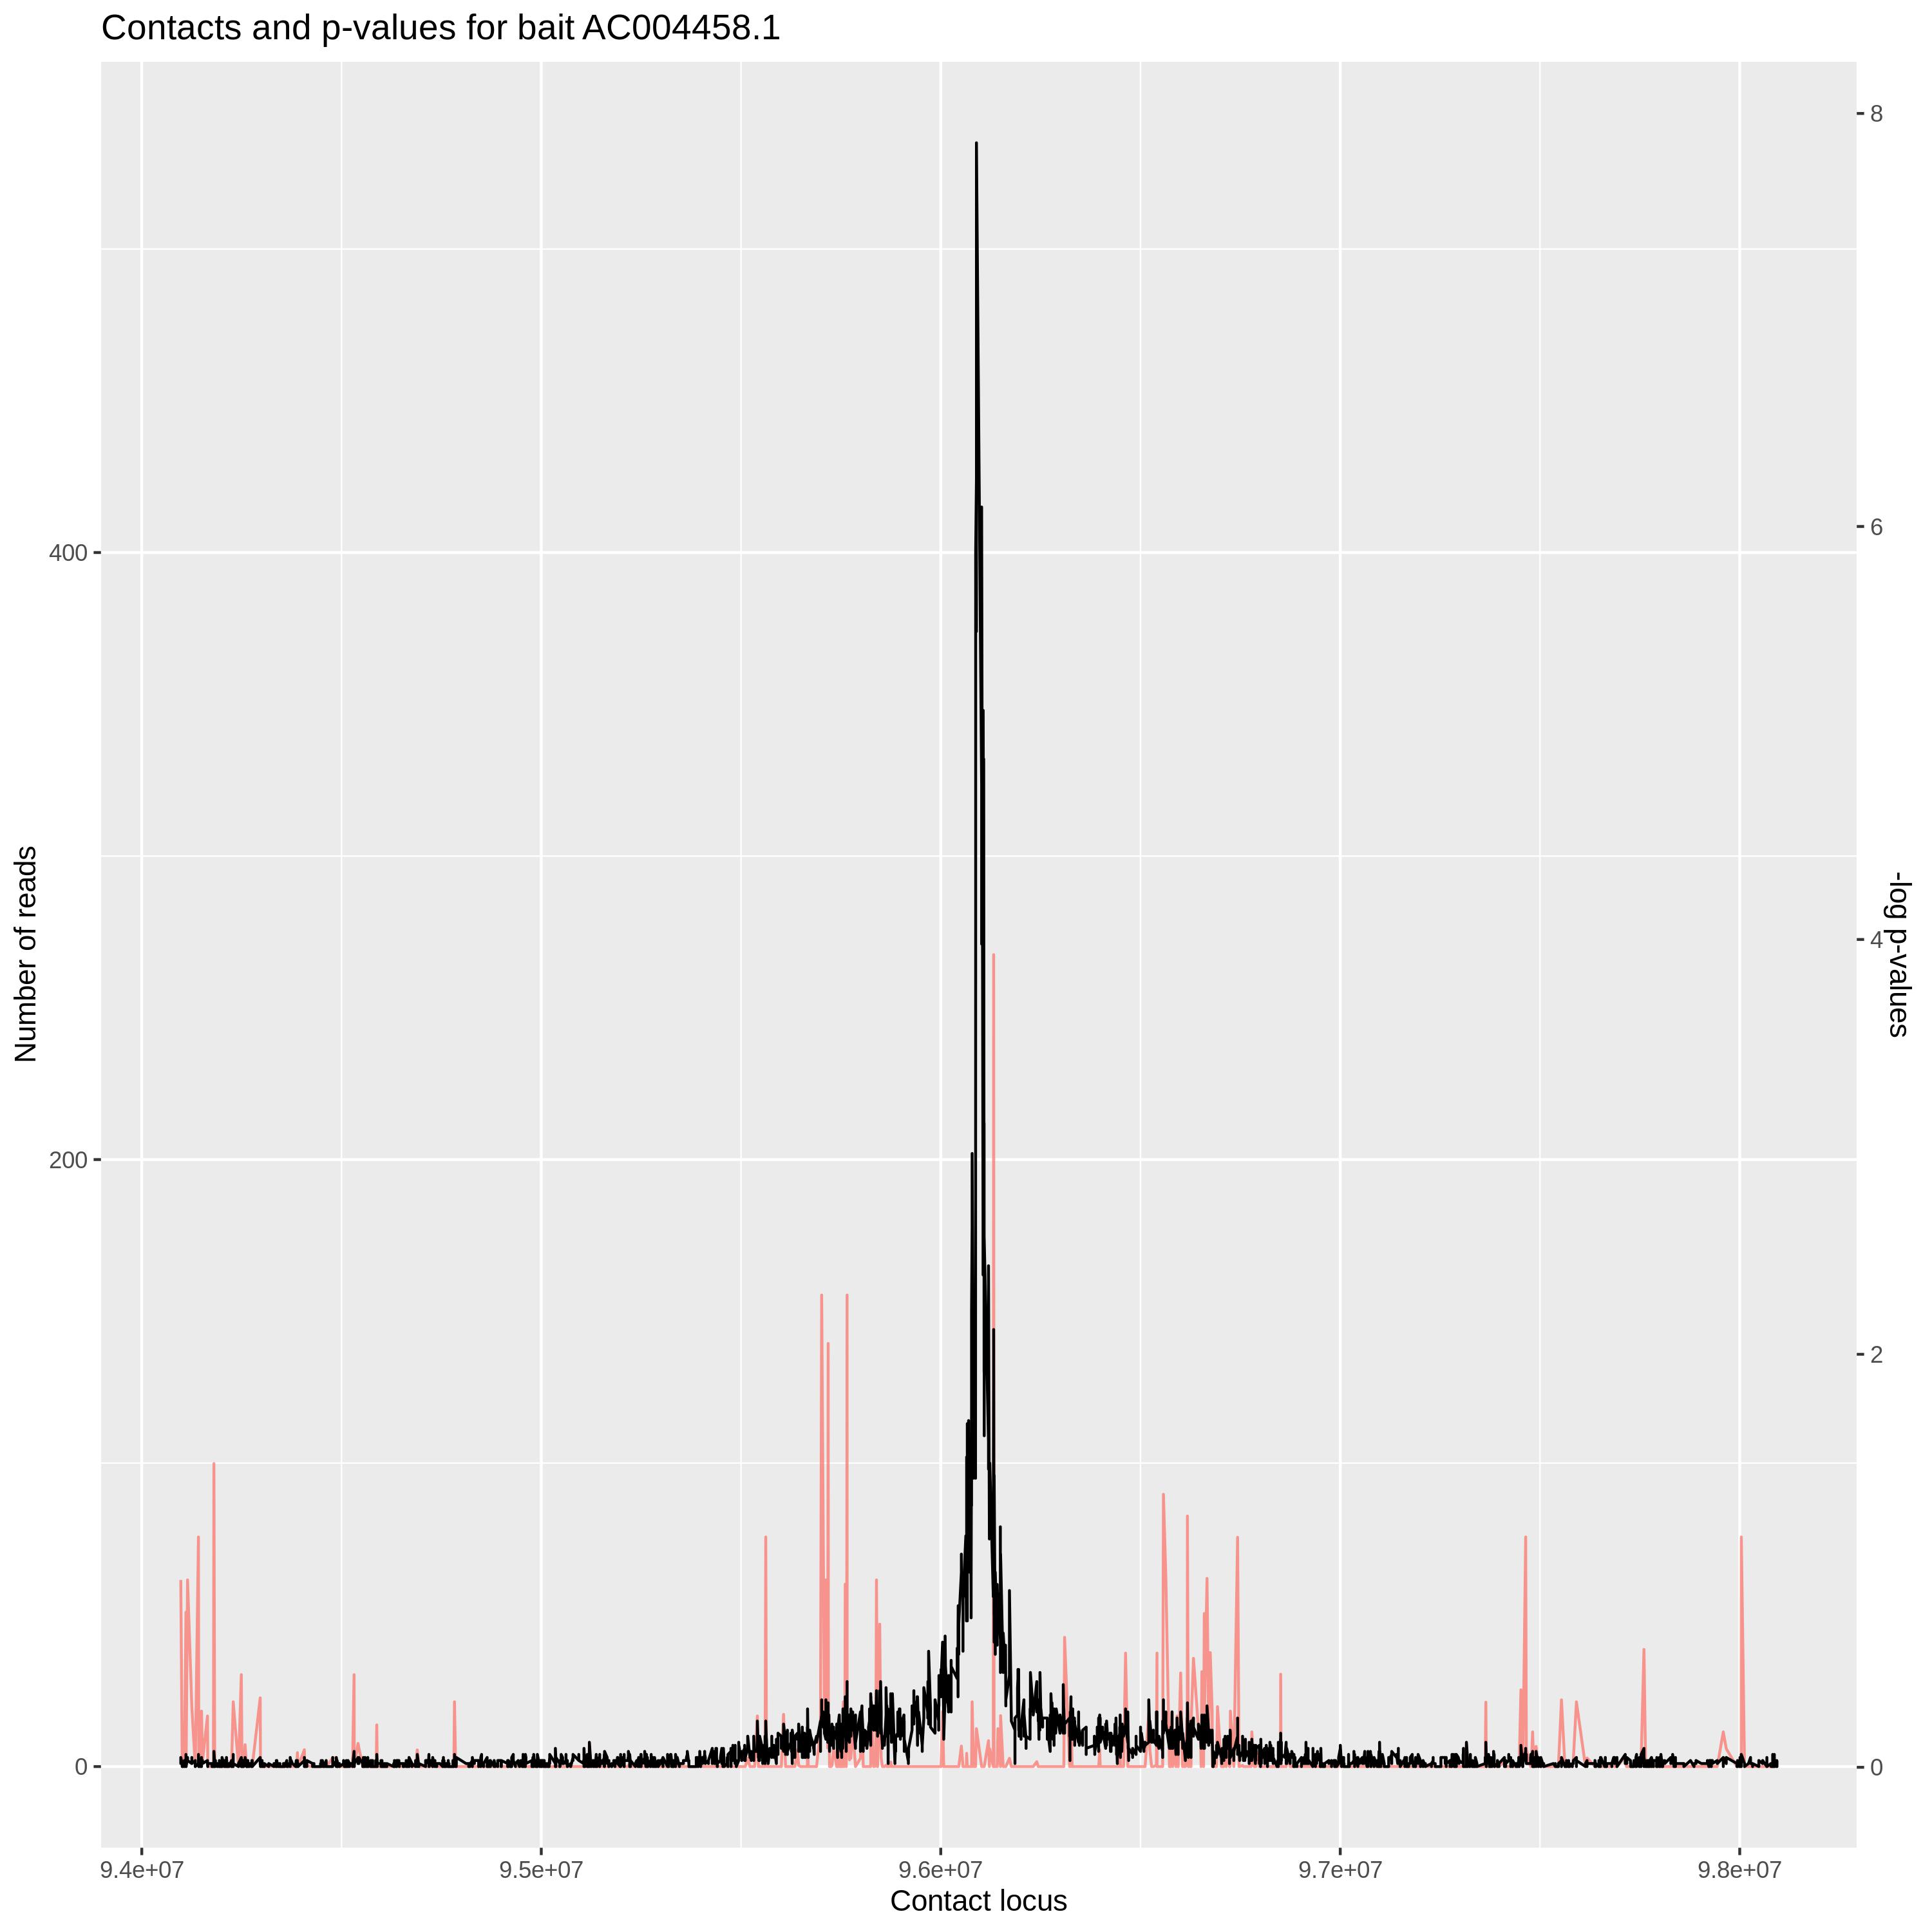 Contacts and p-values for bait AC004458.1
Number of reads
400
200
0
8
6
4
2
0
-log p-values
9.4e+07 9.5e+07 9.6e+07 9.7e+07 9.8e+07
Contact locus